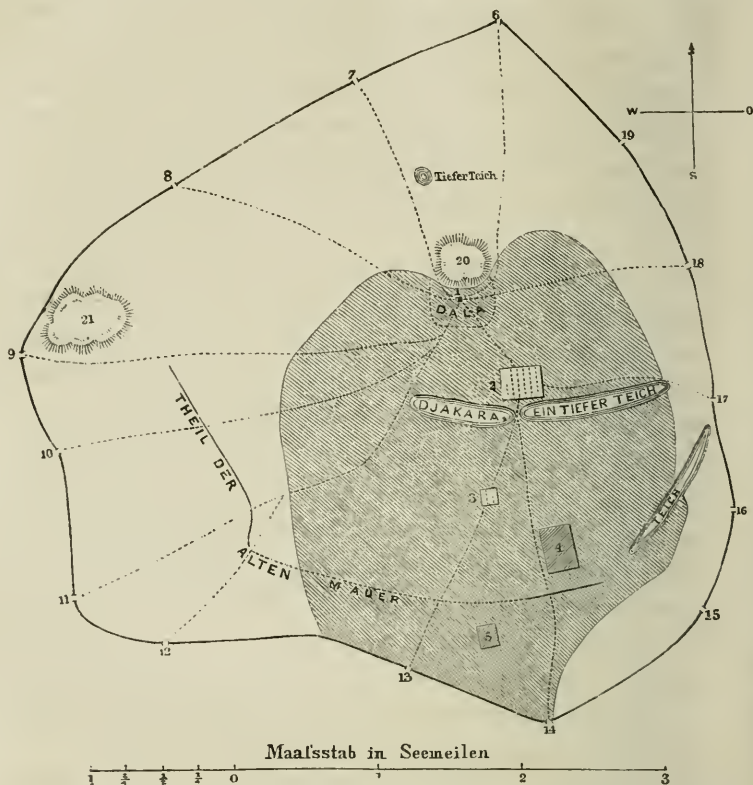 6
7
W O
S
19
8
Tiefer Teich
20
18
21
1
DALA
9
2
17
DJAKARA, EIN TIEFER TEICH
THEIL DER
10
3
TEICH
16
4
ALTEN MAUER
11
15
5
12
13
14
Maafsstab in Seemeilen
0 1 2 3